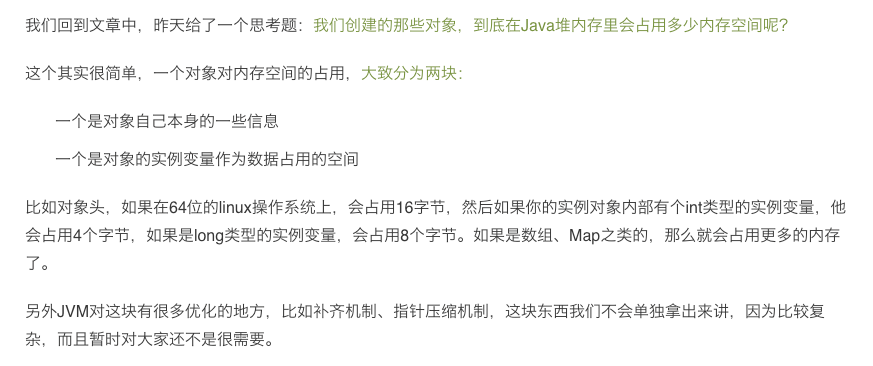 我们回到文章中，昨天给了一个思考题：我们创建的那些对象，到底在Java堆内存里会占用多少内存空间呢？
这个其实很简单，一个对象对内存空间的占用，大致分为两块：
一个是对象自己本身的一些信息
一个是对象的实例变量作为数据占用的空间
比如对象头，如果在64位的linux操作系统上，会占用16字节，然后如果你的实例对象内部有个int类型的实例变量，他
会占用4个字节，如果是long类型的实例变量，会占用8个字节。如果是数组、Map之类的，那么就会占用更多的内存
了。
另外JVM对这块有很多优化的地方，比如补齐机制、指针压缩机制，这块东西我们不会单独拿出来讲，因为比较复
杂，而且暂时对大家还不是很需要。